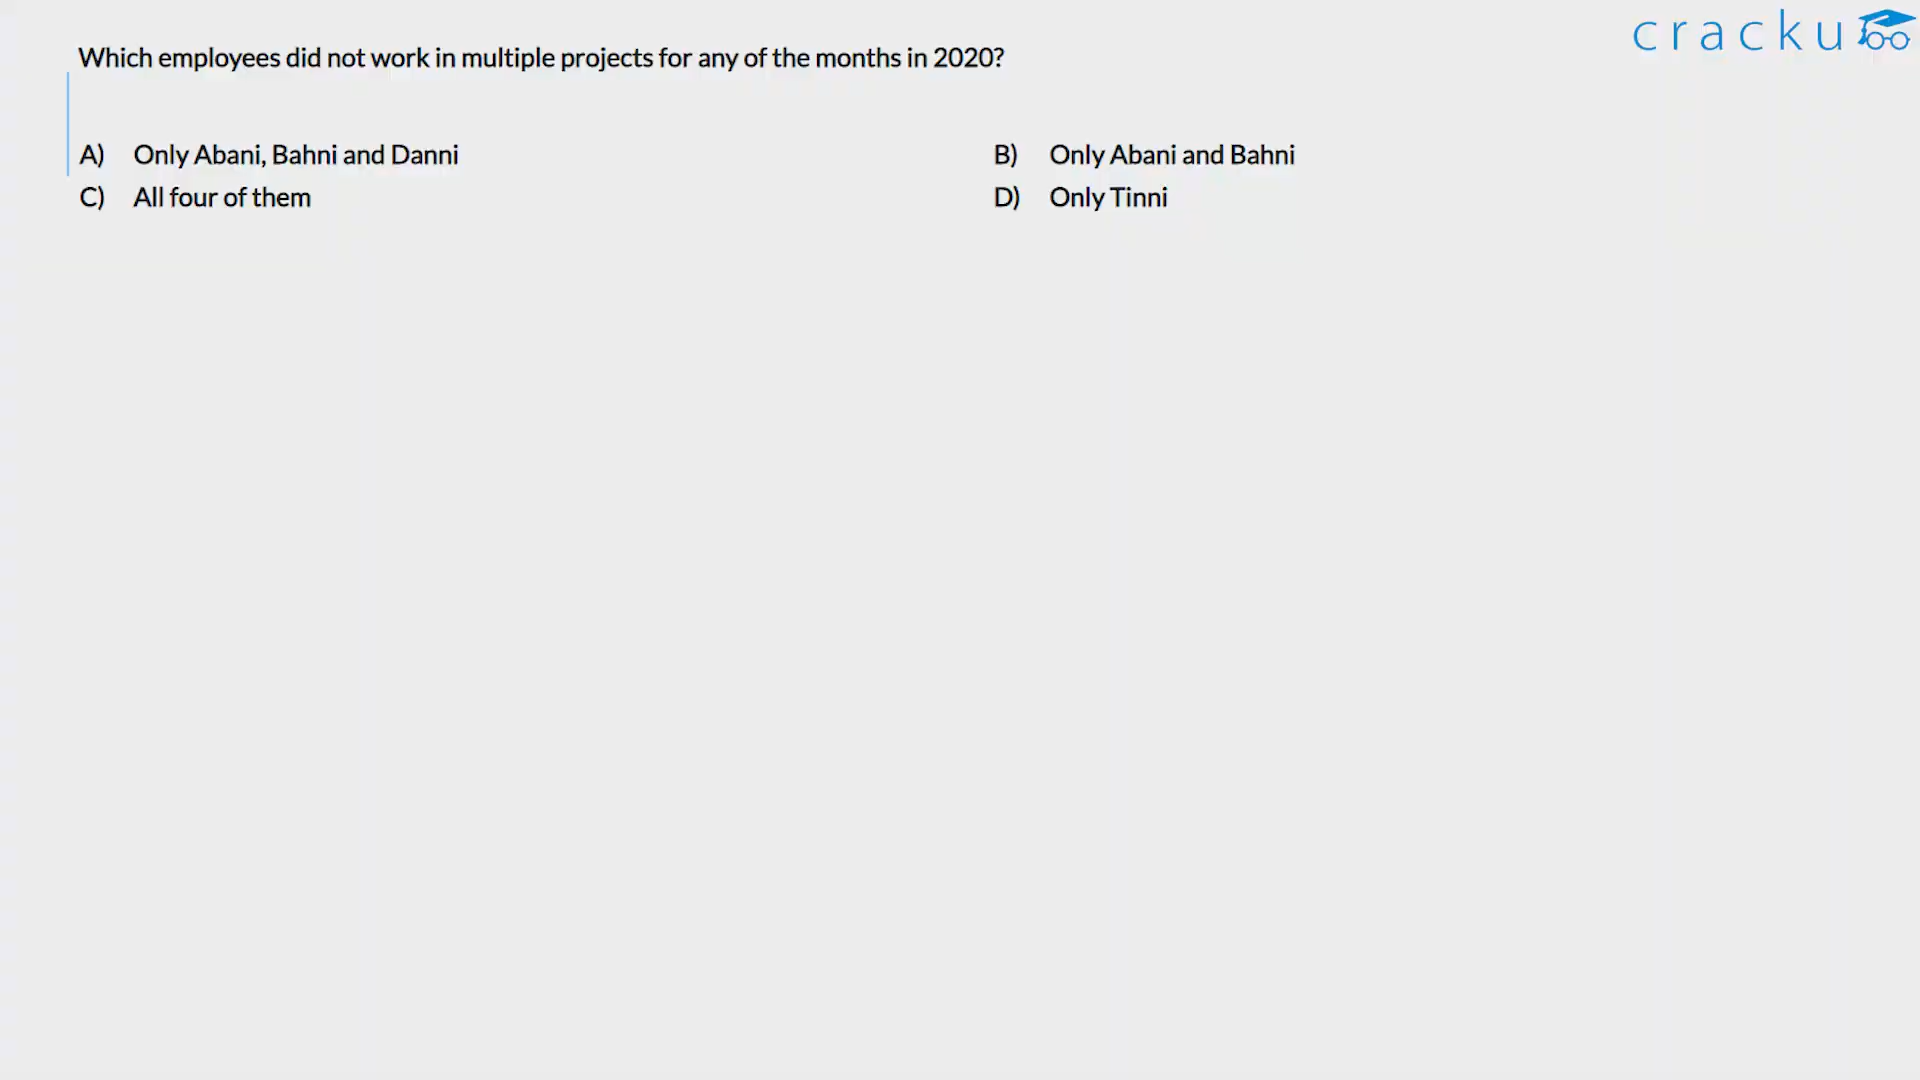 cracku
Which employees did not work in multiple projects for any of the months in 2020?
A) Only Abani, Bahni and Danni
B) Only Abani and Bahni
C) All four of them
D) Only Tinni